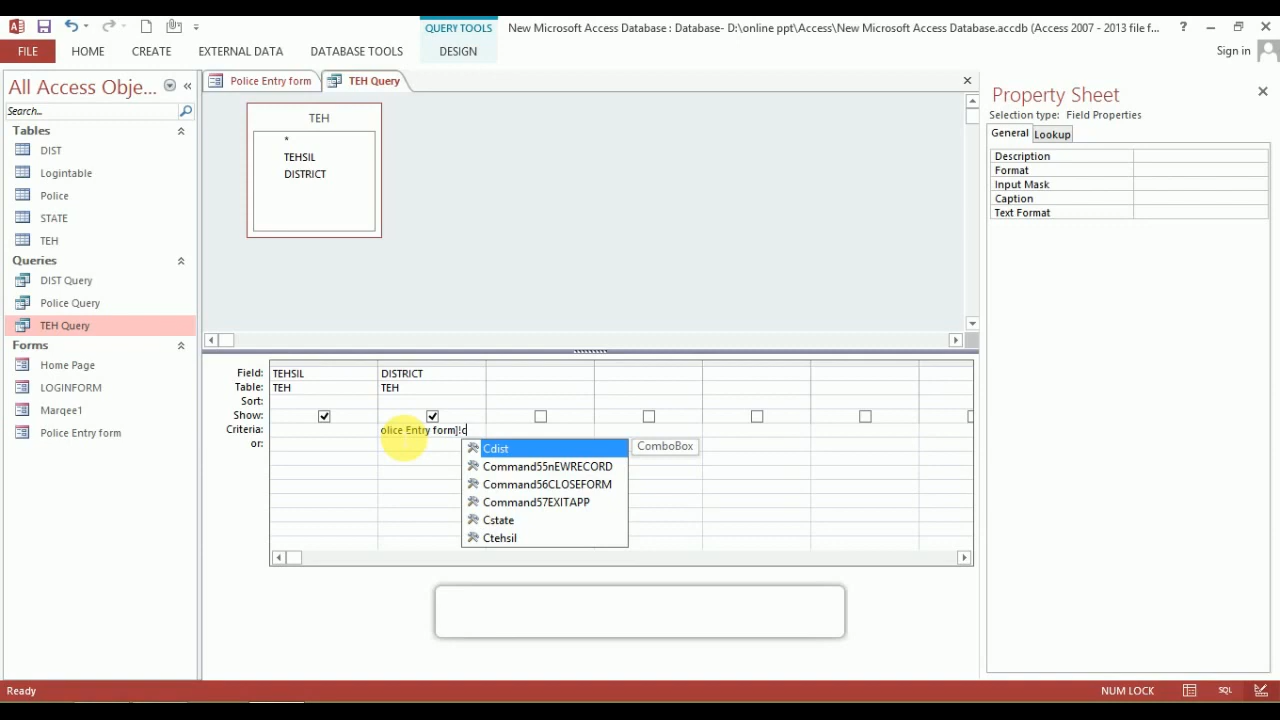 QUERY TOOLS
New Microsoft Access Database : Database- D:\online ppt\Access\New Microsoft Access Database.accdb (Access 2007 - 2013 file f...
?
FILE
HOME
CREATE
EXTERNAL DATA
DATABASE TOOLS
DESIGN
Sign in
All Access Obje...
Search...
Tables
DIST
Logintable
Police
STATE
TEH
Queries
DIST Query
Police Query
TEH Query
Forms
Home Page
LOGINFORM
Marqee1
Police Entry form
Police Entry form
TEH Query
TEH
*
TEHSIL
DISTRICT
Field: TEHSIL DISTRICT
Table: TEH TEH
Sort:
Show:
Criteria: olice Entry form]!c
or:
Cdist
ComboBox
Command55nEWRECORD
Command56CLOSEFORM
Command57EXITAPP
Cstate
Ctehsil
Property Sheet
Selection type: Field Properties
General Lookup
Description
Format
Input Mask
Caption
Text Format
Ready
NUM LOCK
SQL